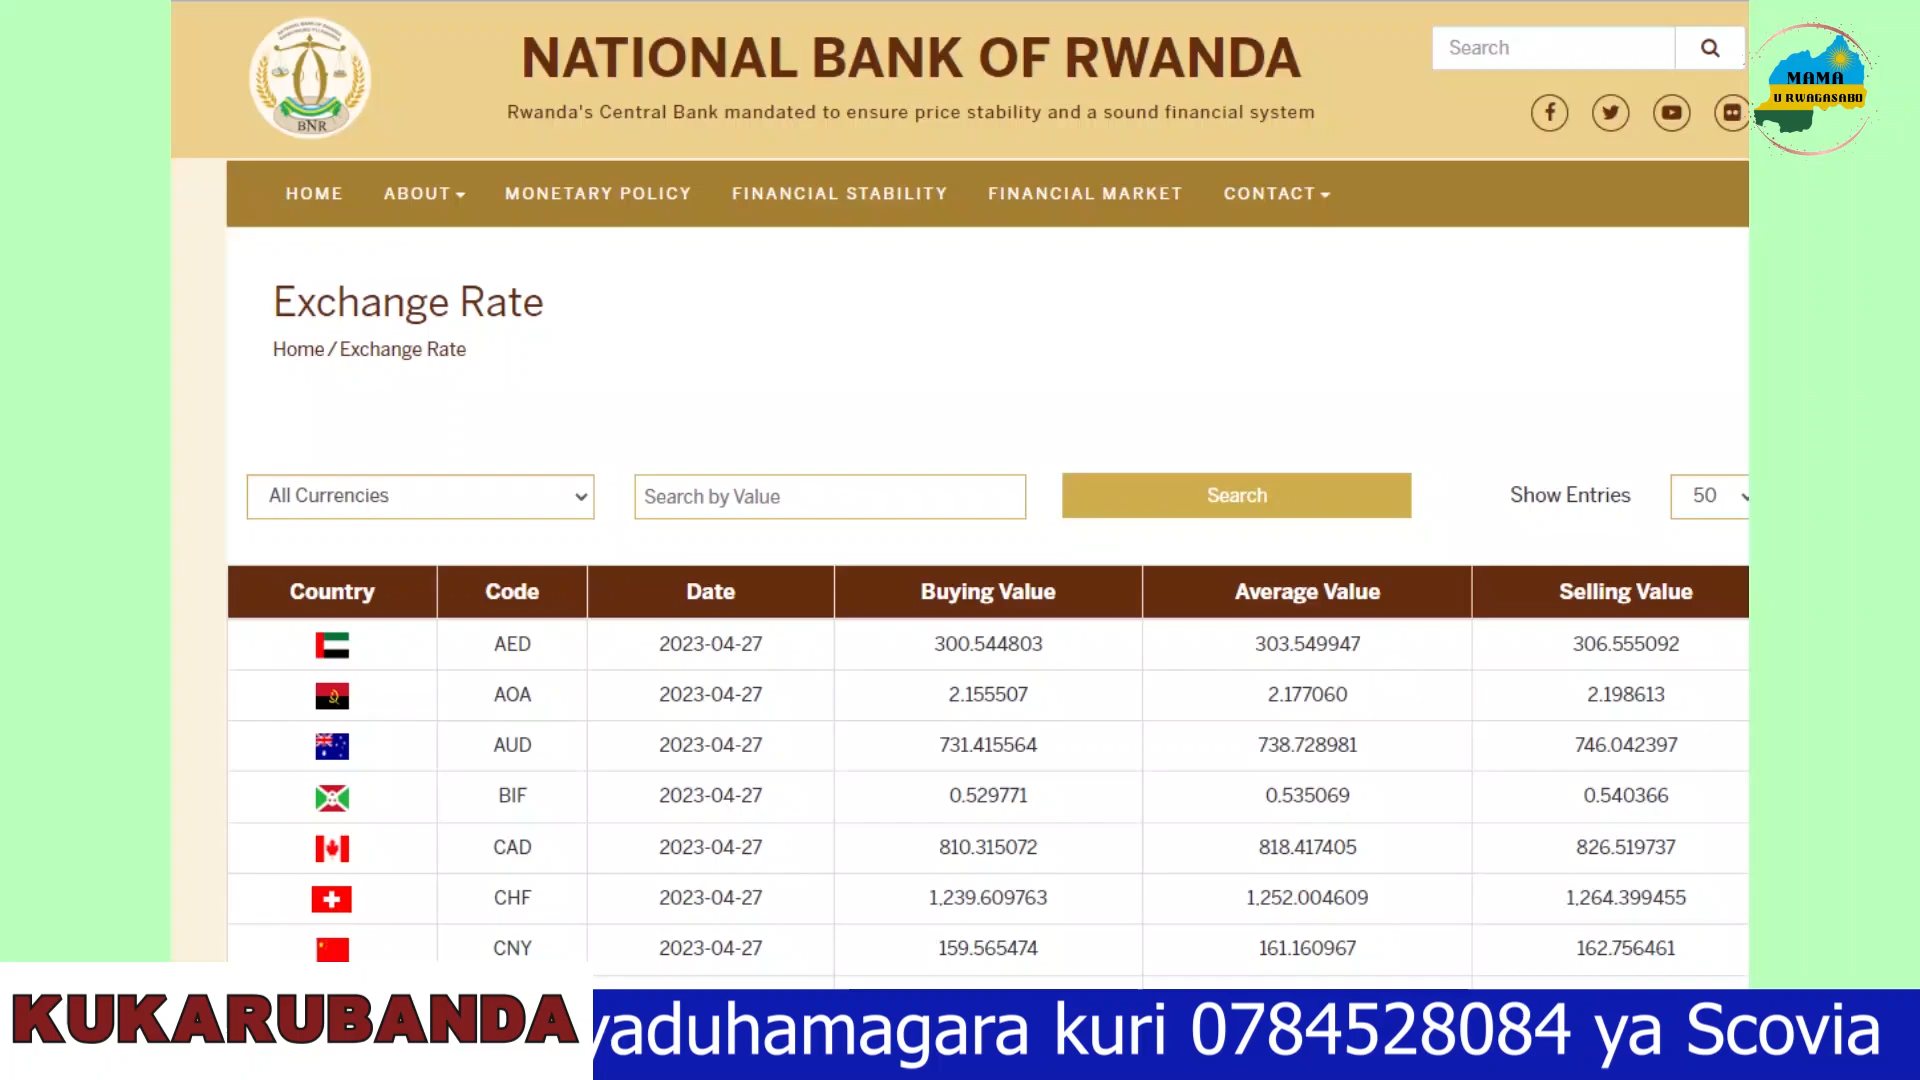 NATIONAL BANK OF RWANDA
Rwanda's Central Bank mandated to ensure price stability and a sound financial system
BNR
Search
MAMA
U RWAGASABO
HOME ABOUT MONETARY POLICY FINANCIAL STABILITY FINANCIAL MARKET CONTACT
Exchange Rate
Home / Exchange Rate
All Currencies Search by Value Search Show Entries 50
Country Code Date Buying Value Average Value Selling Value
AED 2023-04-27 300.544803 303.549947 306.555092
AOA 2023-04-27 2.155507 2.177060 2.198613
AUD 2023-04-27 731.415564 738.728981 746.042397
BIF 2023-04-27 0.529771 0.535069 0.540366
CAD 2023-04-27 810.315072 818.417405 826.519737
CHF 2023-04-27 1,239.609763 1,252.004609 1,264.399455
CNY 2023-04-27 159.565474 161.160967 162.756461
KUKARUBANDA
yaduhamagara kuri 0784528084 ya Scovia